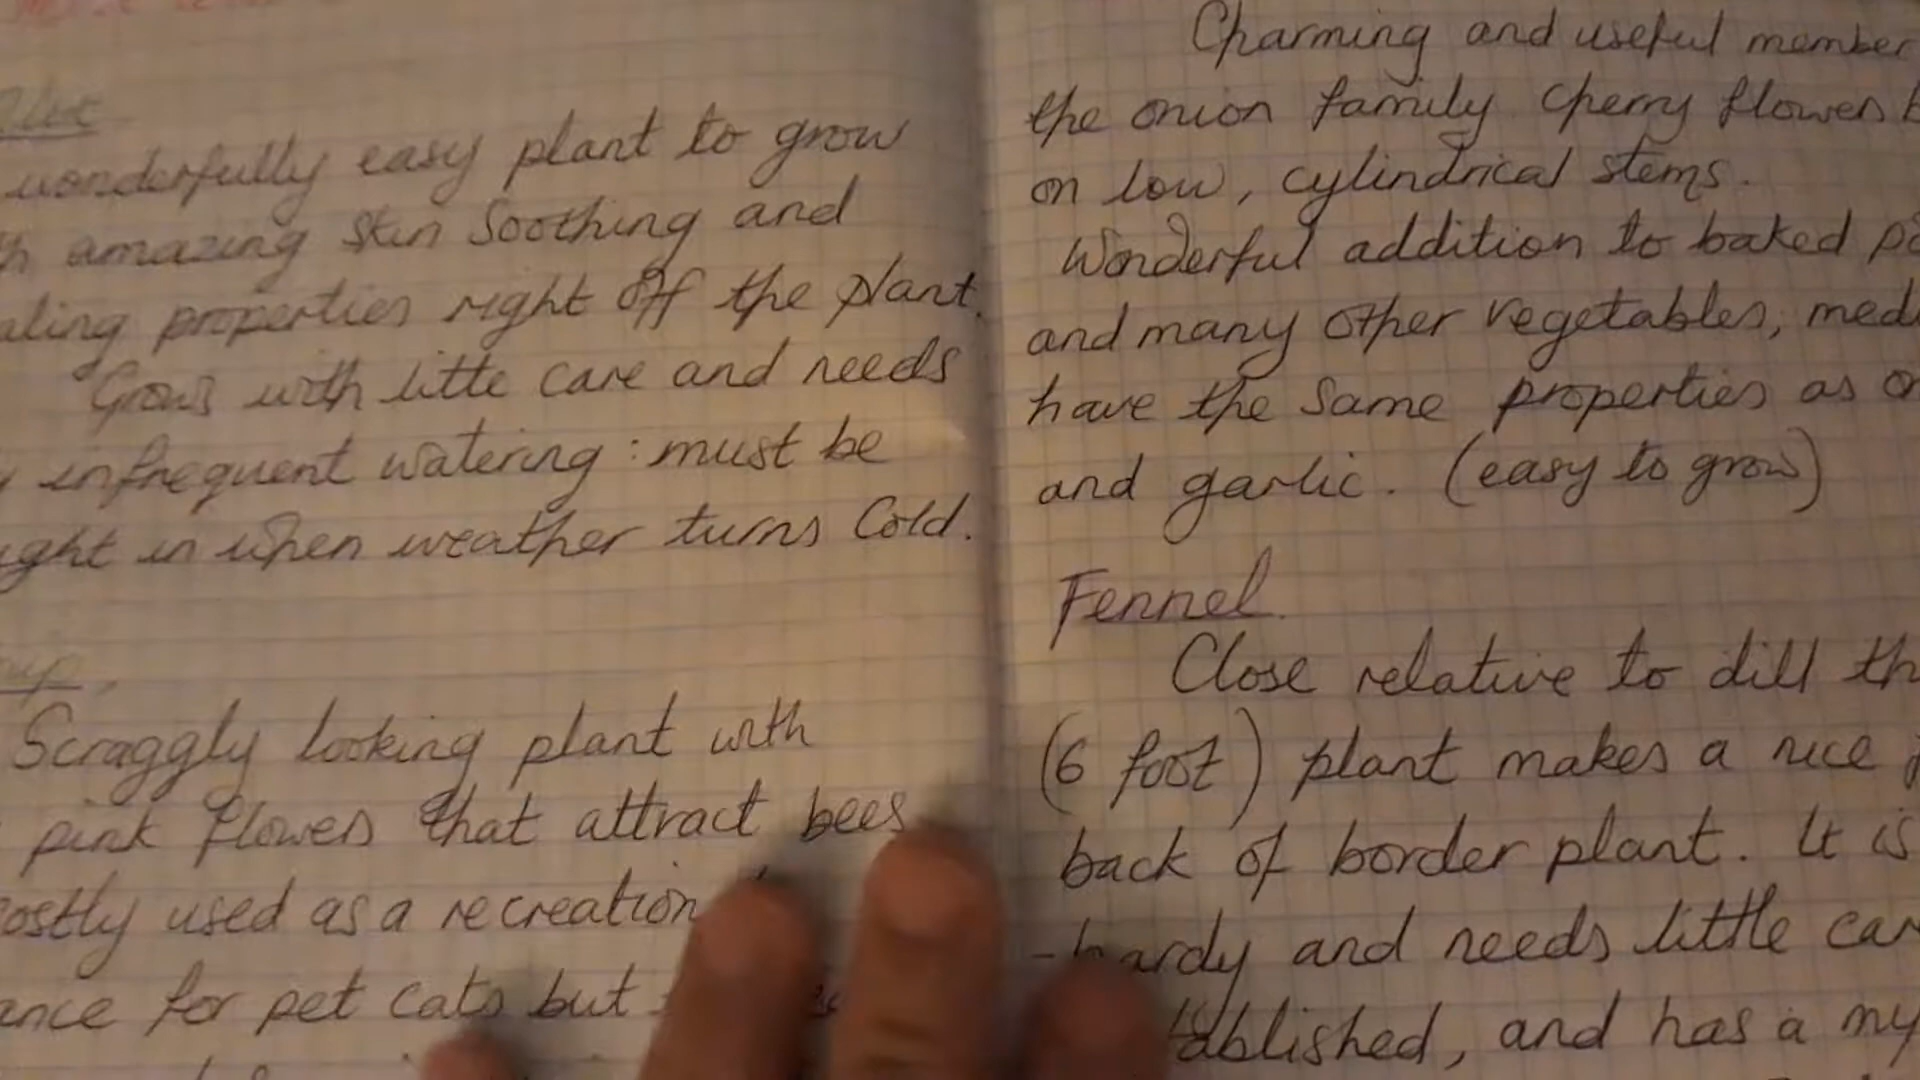 Aloe
wonderfully easy plant to grow
amazing skin Soothing and
properties right off the plant.
Grows with little care and needs
infrequent watering : must be
in when weather turns Cold.
Scraggly looking plant with
pink flowers that attract bees
used as a recreation
for pet cats but
Charming and useful member
the onion family Cherry flowers
on low, cylindrical stems.
Wonderful addition to baked
and many other vegetables,
have the Same properties as
and garlic. (easy to grow)
Fennel
Close relative to dill
(6 foot) plant makes a nice
back of border plant. It is
-hardy and needs little
and has a